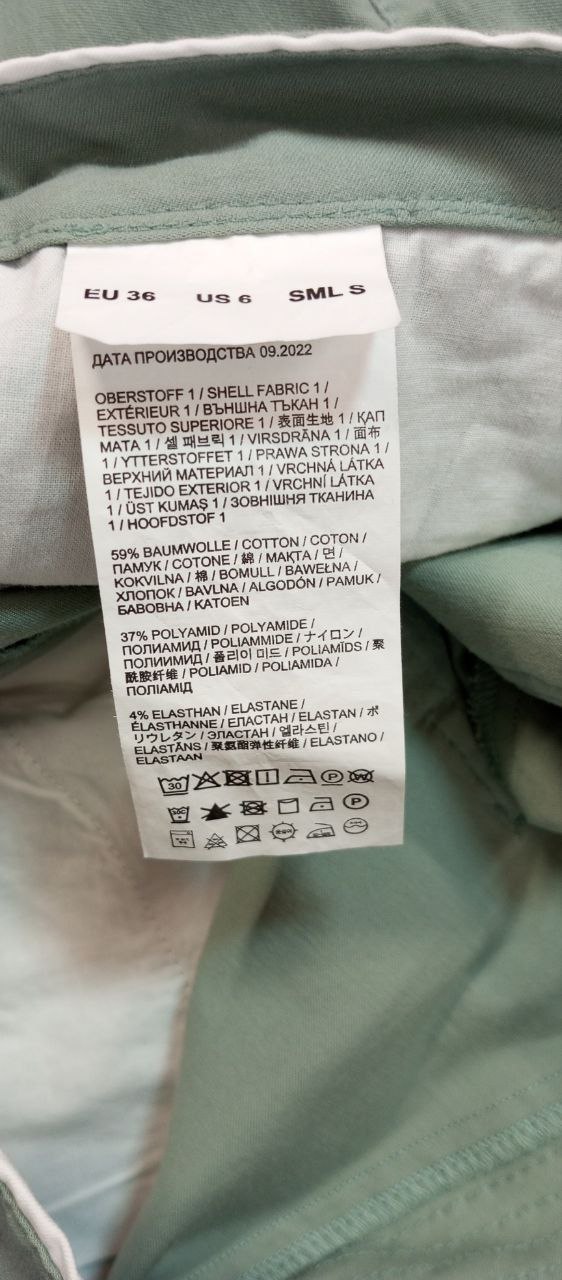 EU 36 US 6 SML S
ДАТА ПРОИЗВОДСТВА 09.2022
OBERSTOFF 1 / SHELL FABRIC 1 /
EXTÉRIEUR 1 / ВЪНШНА ТЪКАН 1 /
TESSUTO SUPERIORE 1 / 表面生地 1 / ҚАП
МАТА 1 / 셸 패브릭 1 / VIRSDRĀNA 1 / 面布
1 / YTTERSTOFFET 1 / PRAWA STRONA 1 /
ВЕРХНИЙ МАТЕРИАЛ 1 / VRCHNÁ LÁTKA
1 / TEJIDO EXTERIOR 1 / VRCHNÍ LÁTKA
1 / ÜST KUMAŞ 1 / ЗОВНІШНЯ ТКАНИНА
1 / HOOFDSTOF 1
59% BAUMWOLLE / COTTON / COTON /
ПАМУК / COTONE / 綿 / МАҚТА / 면 /
KOKVILNA / 棉 / BOMULL / BAWEŁNA /
ХЛОПОК / BAVLNA / ALGODÓN / PAMUK /
БАВОВНА / KATOEN
37% POLYAMID / POLYAMIDE /
ПОЛИАМИД / POLIAMMIDE / ナイロン /
ПОЛИИМИД / 폴리이 미드 / POLIAMĪDS / 聚
酰胺纤维 / POLIAMID / POLIAMIDA /
ПОЛІАМІД
4% ELASTHAN / ELASTANE /
ÉLASTHANNE / ЕЛАСТАН / ELASTAN / ポ
リウレタン / ЭЛАСТАН / 엘라스틴 /
ELASTĀNS / 聚氨酯弹性纤维 / ELASTANO /
ELASTAAN
30 P W
30C P